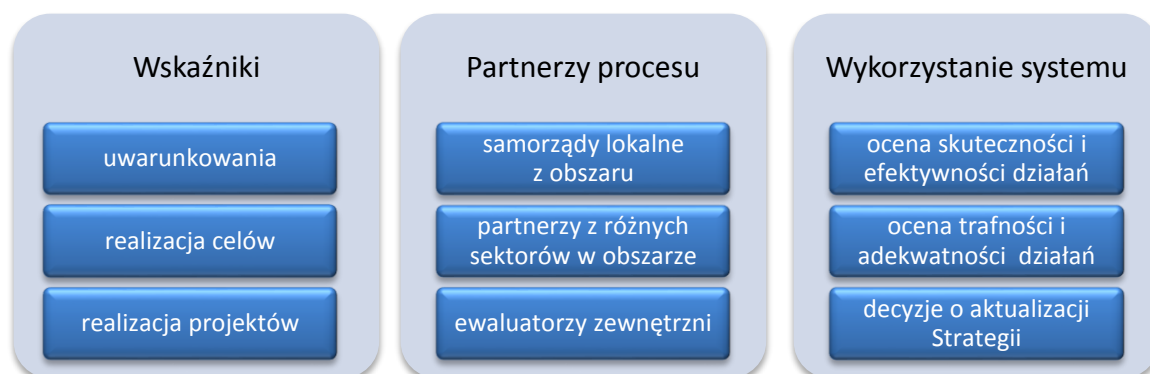 Wskaźniki
uwarunkowania
realizacja celów
realizacja projektów
Partnerzy procesu
samorządy lokalne
z obszaru
partnerzy z różnych
sektorów w obszarze
ewaluatorzy zewnętrzni
Wykorzystanie systemu
ocena skuteczności i
efektywności działań
ocena trafności i
adekwatności działań
decyzje o aktualizacji
Strategii